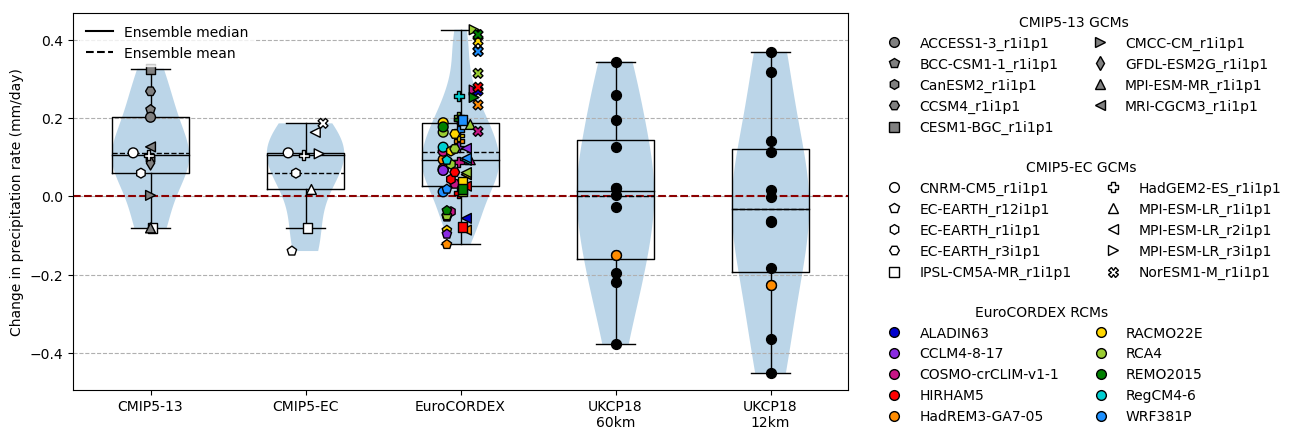 Change in precipitation rate (mm/day)
0.4
0.2
0.0
−0.2
−0.4
Ensemble median
Ensemble mean
CMIP5-13
CMIP5-EC
EuroCORDEX
UKCP18
60km
UKCP18
12km
CMIP5-13 GCMs
ACCESS1-3_r1i1p1
BCC-CSM1-1_r1i1p1
CanESM2_r1i1p1
CCSM4_r1i1p1
CESM1-BGC_r1i1p1
CMCC-CM_r1i1p1
GFDL-ESM2G_r1i1p1
MPI-ESM-MR_r1i1p1
MRI-CGCM3_r1i1p1
CMIP5-EC GCMs
CNRM-CM5_r1i1p1
EC-EARTH_r12i1p1
EC-EARTH_r1i1p1
EC-EARTH_r3i1p1
IPSL-CM5A-MR_r1i1p1
HadGEM2-ES_r1i1p1
MPI-ESM-LR_r1i1p1
MPI-ESM-LR_r2i1p1
MPI-ESM-LR_r3i1p1
NorESM1-M_r1i1p1
EuroCORDEX RCMs
ALADIN63
CCLM4-8-17
COSMO-crCLIM-v1-1
HIRHAM5
HadREM3-GA7-05
RACMO22E
RCA4
REMO2015
RegCM4-6
WRF381P